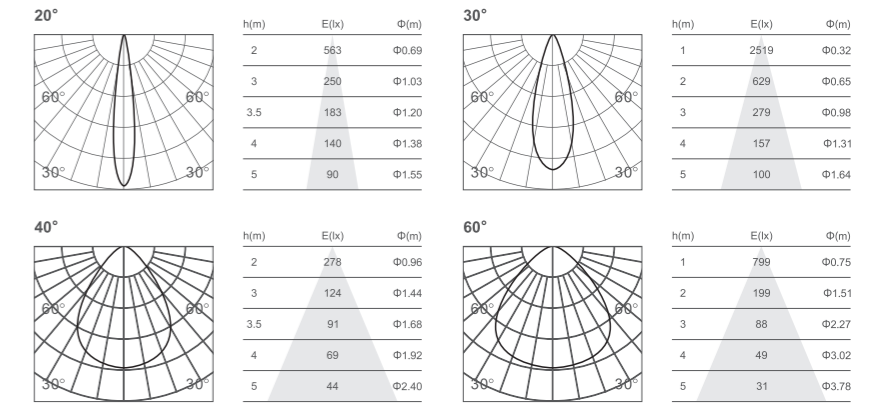 20°
60° 60°
30° 30°
h(m) E(lx) Φ(m)
2 563 Φ0.69
3 250 Φ1.03
3.5 183 Φ1.20
4 140 Φ1.38
5 90 Φ1.55
30°
60° 60°
30° 30°
h(m) E(lx) Φ(m)
1 2519 Φ0.32
2 629 Φ0.65
3 279 Φ0.98
4 157 Φ1.31
5 100 Φ1.64
40°
60° 60°
30° 30°
h(m) E(lx) Φ(m)
2 278 Φ0.96
3 124 Φ1.44
3.5 91 Φ1.68
4 69 Φ1.92
5 44 Φ2.40
60°
60° 60°
30° 30°
h(m) E(lx) Φ(m)
1 799 Φ0.75
2 199 Φ1.51
3 88 Φ2.27
4 49 Φ3.02
5 31 Φ3.78